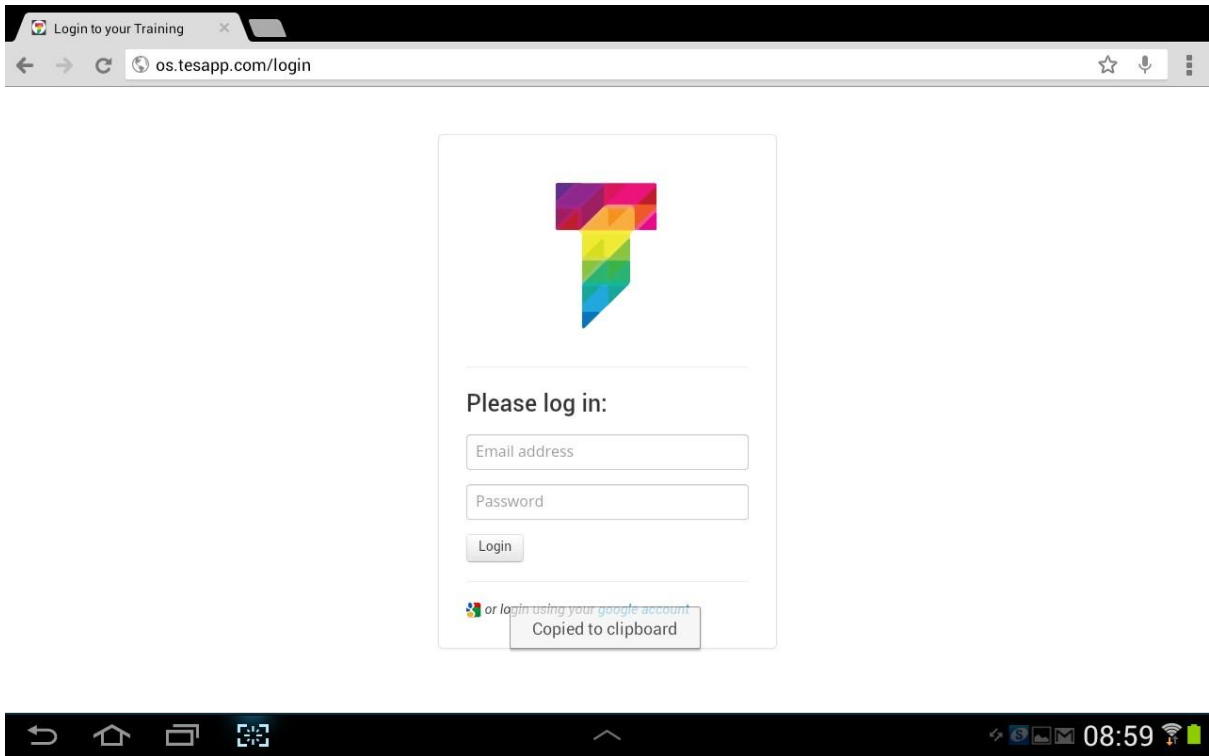 Login to your Training
os.tesapp.com/login
Please log in:
Email address
Password
Login
or login using your google account
Copied to clipboard
08:59